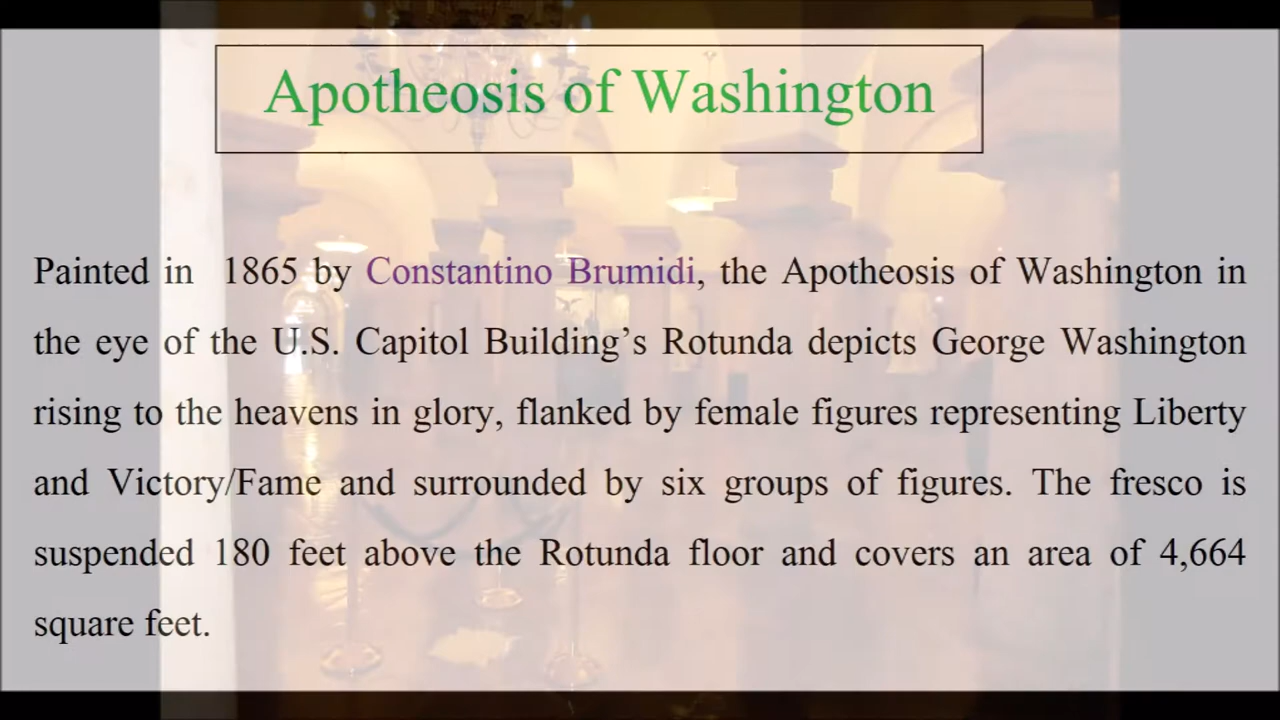 Apotheosis of Washington
Painted in 1865 by Constantino Brumidi, the Apotheosis of Washington in
the eye of the U.S. Capitol Building’s Rotunda depicts George Washington
rising to the heavens in glory, flanked by female figures representing Liberty
and Victory/Fame and surrounded by six groups of figures. The fresco is
suspended 180 feet above the Rotunda floor and covers an area of 4,664
square feet.